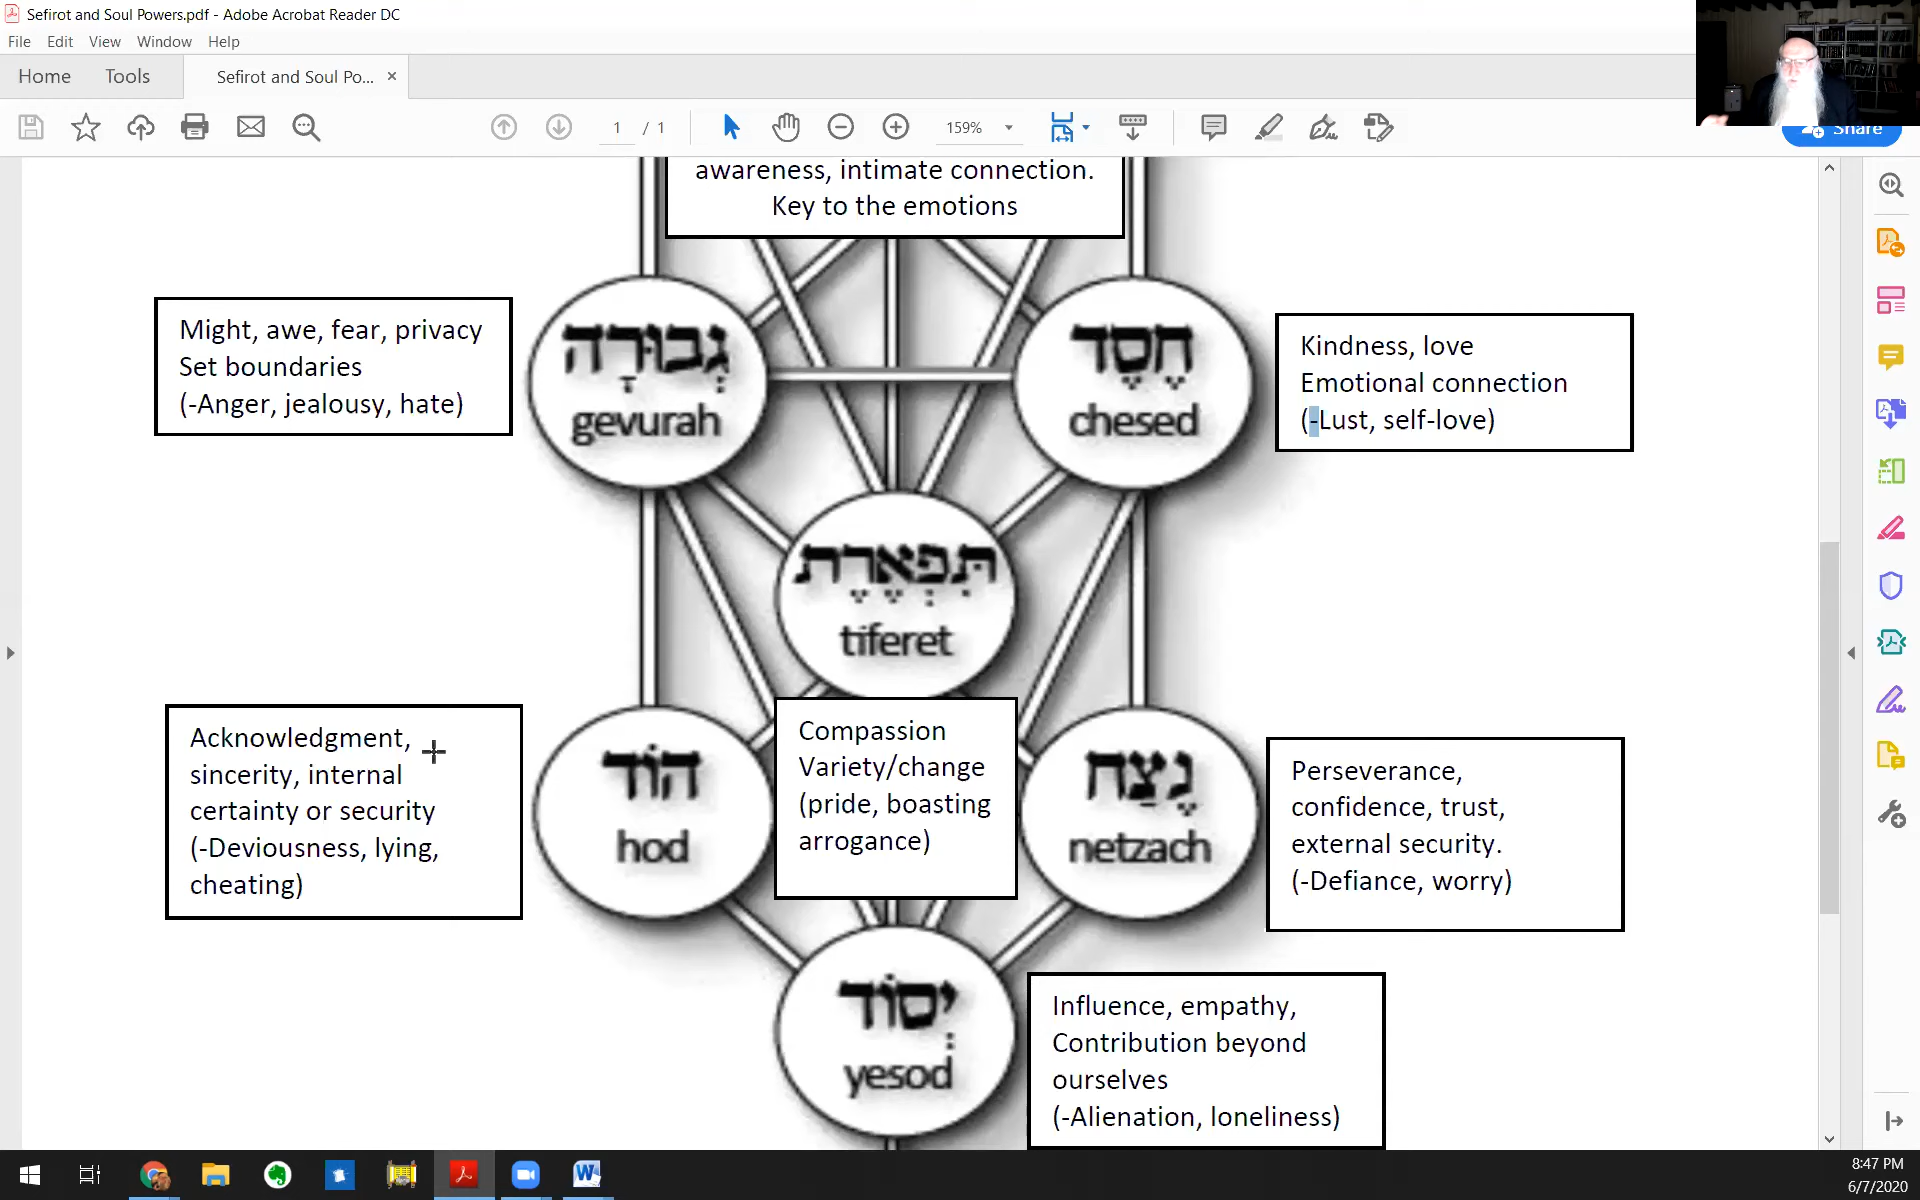 Sefirot and Soul Powers.pdf - Adobe Acrobat Reader DC
File Edit View Window Help
Home Tools Sefirot and Soul Po... ×
1 / 1 159%
Share
awareness, intimate connection.
Key to the emotions
Might, awe, fear, privacy
Set boundaries
(-Anger, jealousy, hate)
גְבוּרָה
gevurah
חֶסֶד
chesed
Kindness, love
Emotional connection
(-Lust, self-love)
תִּפְאֶרֶת
tiferet
Acknowledgment,
sincerity, internal
certainty or security
(-Deviousness, lying,
cheating)
הוֹד
hod
Compassion
Variety/change
(pride, boasting
arrogance)
נֶצַח
netzach
Perseverance,
confidence, trust,
external security.
(-Defiance, worry)
יְסוֹד
yesod
Influence, empathy,
Contribution beyond
ourselves
(-Alienation, loneliness)
8:47 PM
6/7/2020